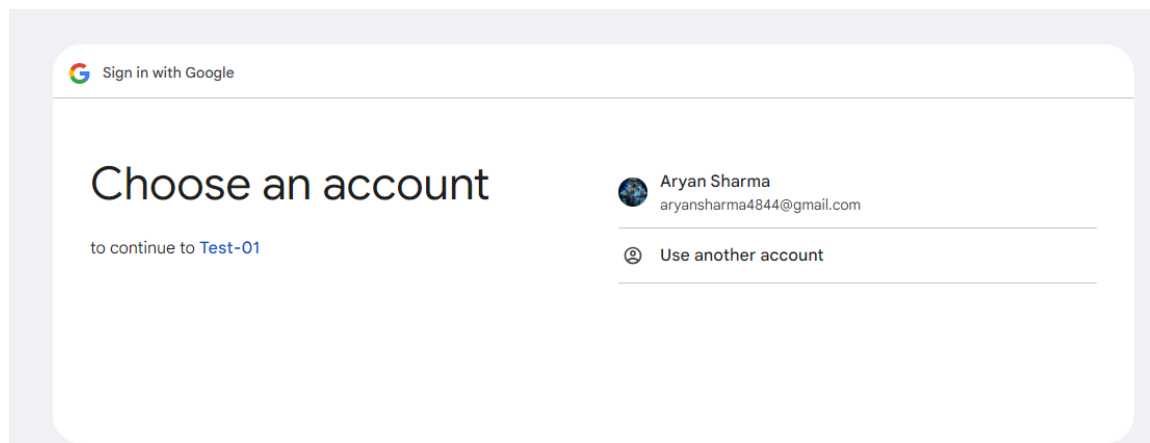 Sign in with Google
Choose an account
to continue to Test-01
Aryan Sharma
aryansharma4844@gmail.com
Use another account